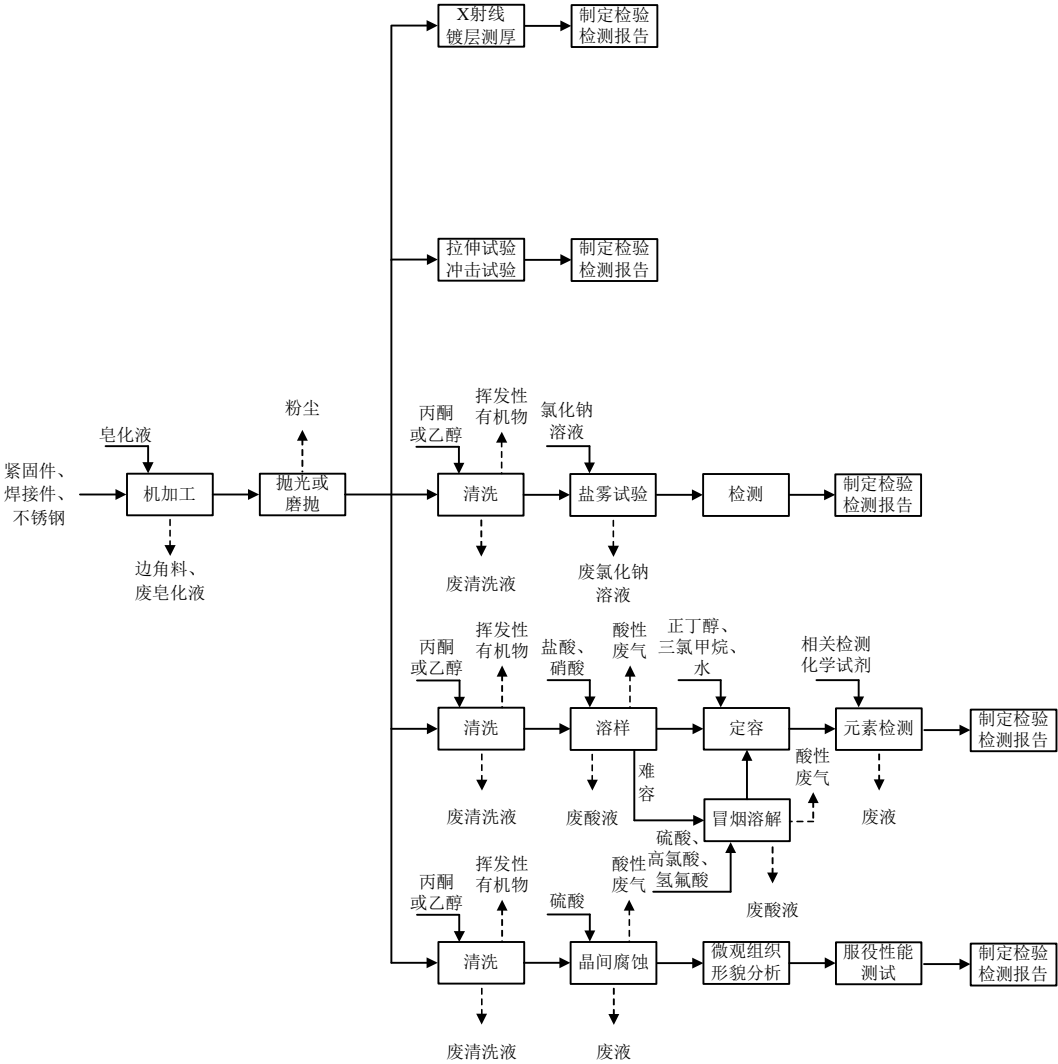 X射线
镀层测厚
制定检验
检测报告
拉伸试验
冲击试验
制定检验
检测报告
粉尘
皂化液
紧固件、
焊接件、
不锈钢
机加工
抛光或
磨抛
边角料、
废皂化液
丙酮
或乙醇
挥发性
有机物
氯化钠
溶液
清洗
盐雾试验
检测
制定检验
检测报告
废清洗液
废氯化钠
溶液
丙酮
或乙醇
挥发性
有机物
盐酸、
硝酸
酸性
废气
正丁醇、
三氯甲烷、
水
相关检测
化学试剂
清洗
溶样
定容
元素检测
制定检验
检测报告
难
容
酸性
废气
废清洗液
废酸液
冒烟溶解
废液
硫酸、
高氯酸、
氢氟酸
废酸液
丙酮
或乙醇
挥发性
有机物
硫酸
酸性
废气
清洗
晶间腐蚀
微观组织
形貌分析
服役性能
测试
制定检验
检测报告
废清洗液
废液